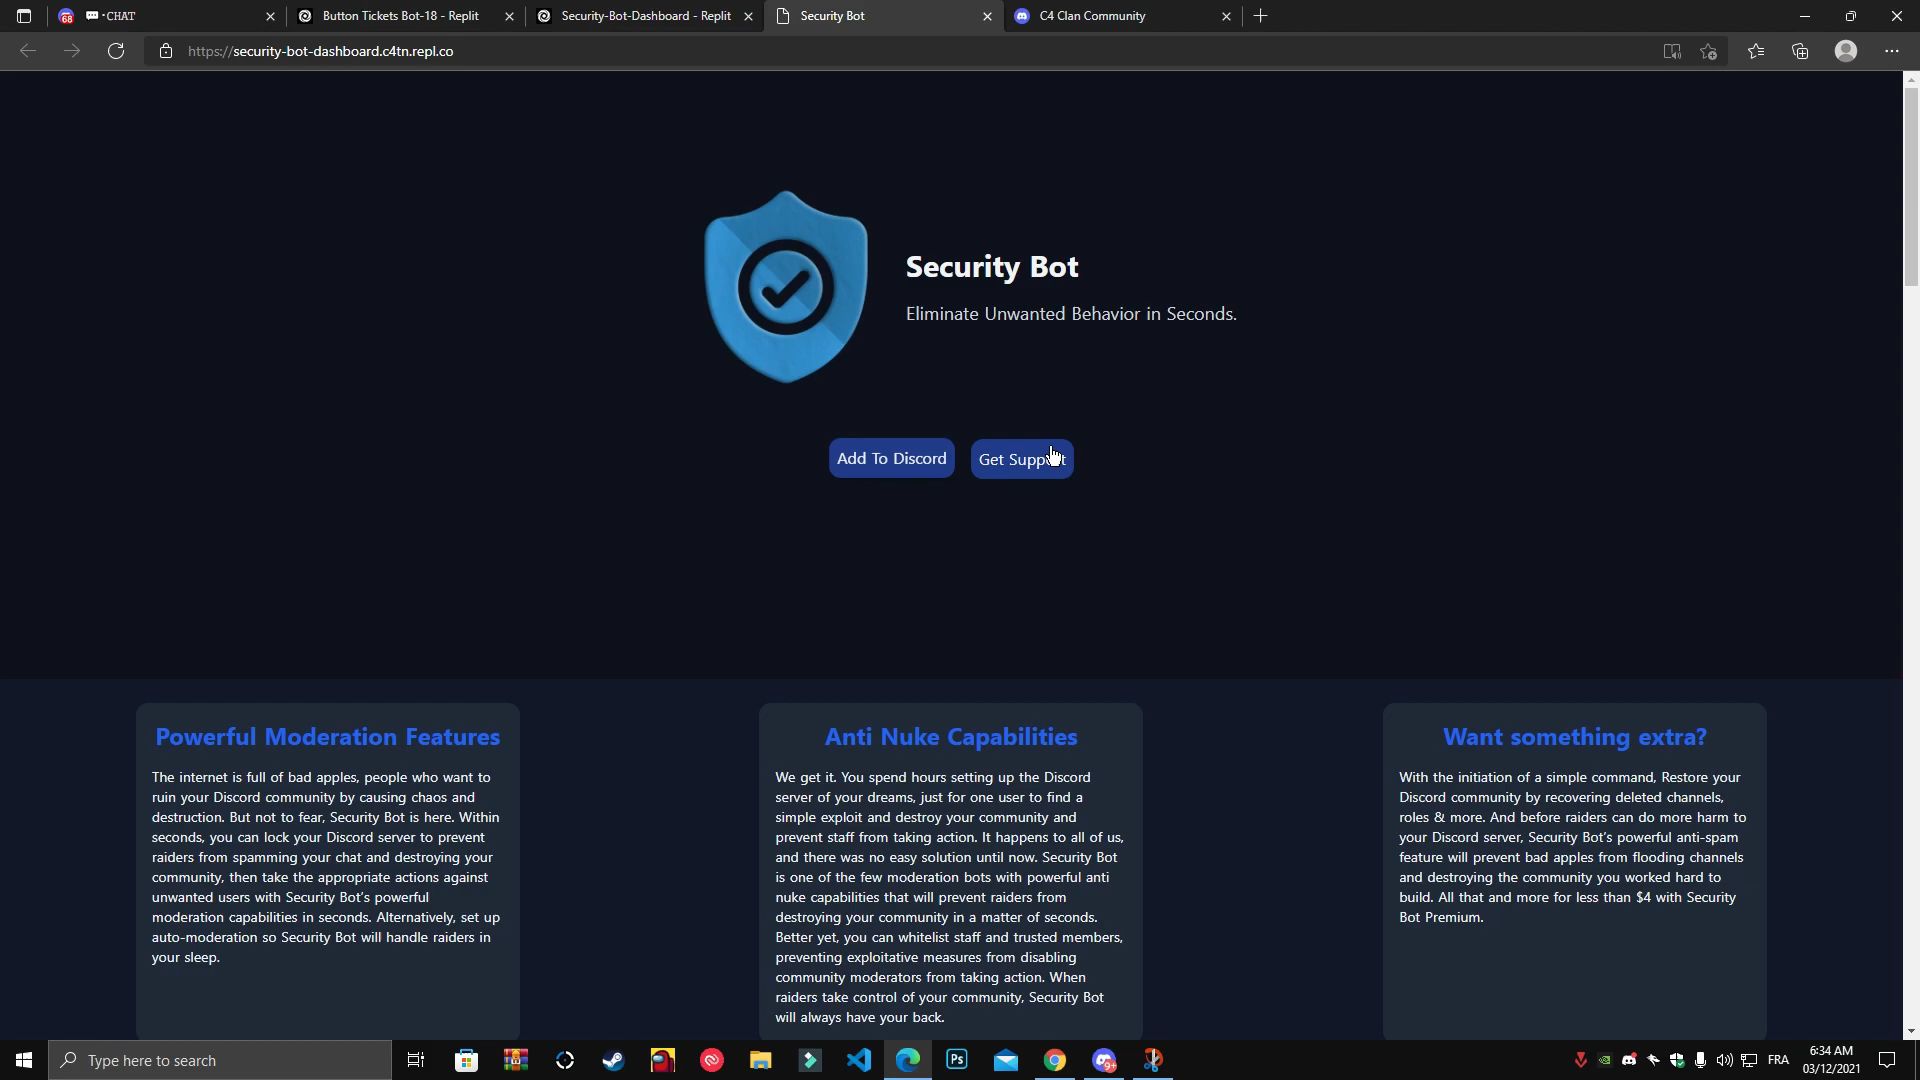 68
CHAT
Button Tickets Bot-18 - Replit
Security-Bot-Dashboard - Replit
Security Bot
C4 Clan Community
https://security-bot-dashboard.c4tn.repl.co
Security Bot
Eliminate Unwanted Behavior in Seconds.
Add To Discord
Get Support
Powerful Moderation Features
The internet is full of bad apples, people who want to
ruin your Discord community by causing chaos and
destruction. But not to fear, Security Bot is here. Within
seconds, you can lock your Discord server to prevent
raiders from spamming your chat and destroying your
community, then take the appropriate actions against
unwanted users with Security Bot's powerful
moderation capabilities in seconds. Alternatively, set up
auto-moderation so Security Bot will handle raiders in
your sleep.
Anti Nuke Capabilities
We get it. You spend hours setting up the Discord
server of your dreams, just for one user to find a
simple exploit and destroy your community and
prevent staff from taking action. It happens to all of us,
and there was no easy solution until now. Security Bot
is one of the few moderation bots with powerful anti
nuke capabilities that will prevent raiders from
destroying your community in a matter of seconds.
Better yet, you can whitelist staff and trusted members,
preventing exploitative measures from disabling
community moderators from taking action. When
raiders take control of your community, Security Bot
will always have your back.
Want something extra?
With the initiation of a simple command, Restore your
Discord community by recovering deleted channels,
roles & more. And before raiders can do more harm to
your Discord server, Security Bot's powerful anti-spam
feature will prevent bad apples from flooding channels
and destroying the community you worked hard to
build. All that and more for less than $4 with Security
Bot Premium.
Type here to search
Ps
9+
FRA
6:34 AM
03/12/2021